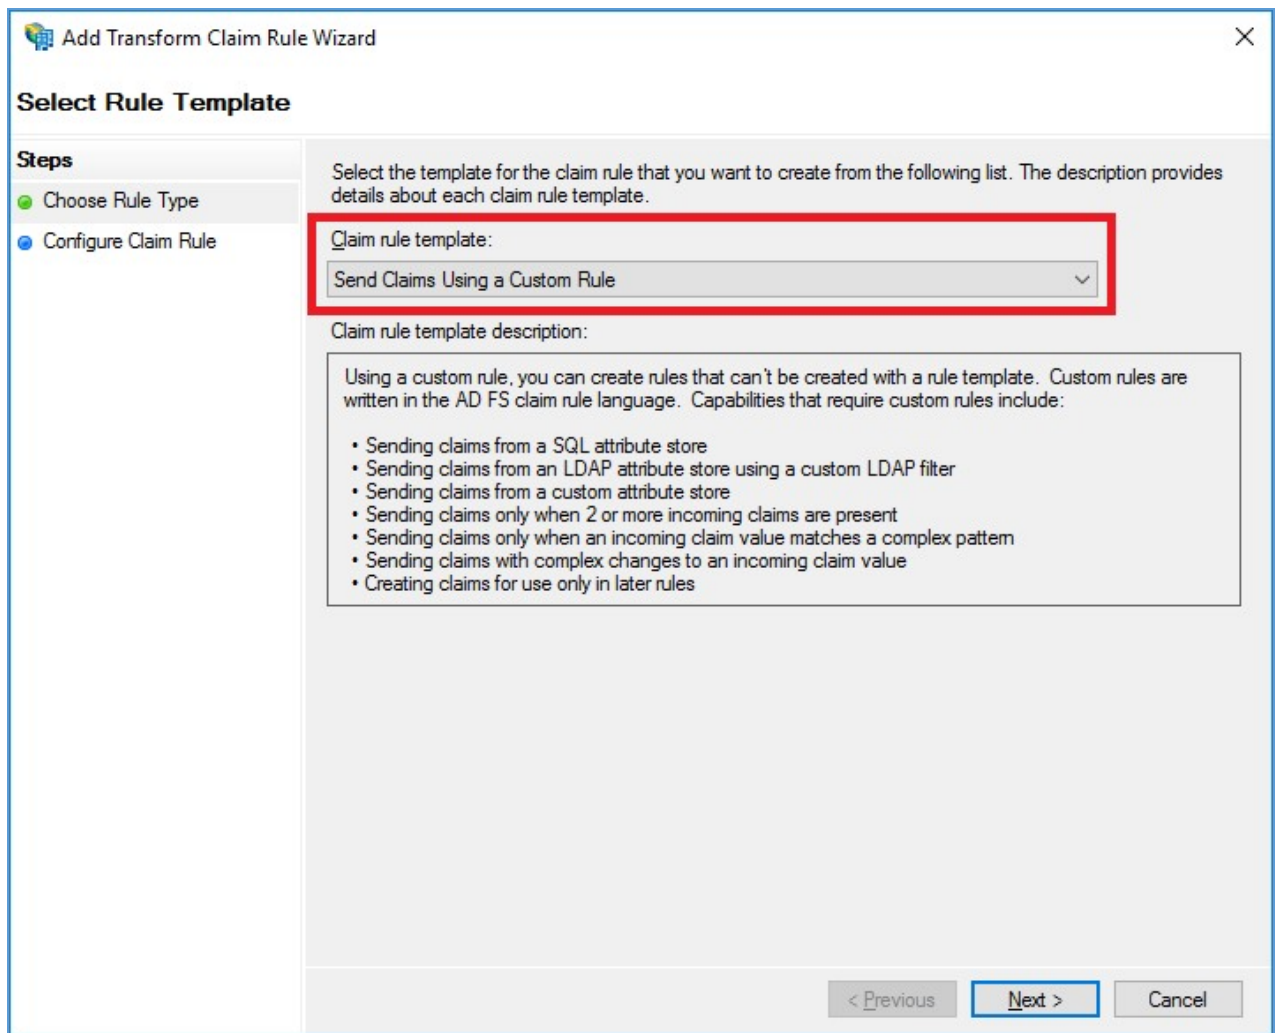 Add Transform Claim Rule Wizard
Select Rule Template
Steps
Choose Rule Type
Configure Claim Rule
Select the template for the claim rule that you want to create from the following list. The description provides
details about each claim rule template.
Claim rule template:
Send Claims Using a Custom Rule
Claim rule template description:
Using a custom rule, you can create rules that can't be created with a rule template. Custom rules are
written in the AD FS claim rule language. Capabilities that require custom rules include:
• Sending claims from a SQL attribute store
• Sending claims from an LDAP attribute store using a custom LDAP filter
• Sending claims from a custom attribute store
• Sending claims only when 2 or more incoming claims are present
• Sending claims only when an incoming claim value matches a complex pattern
• Sending claims with complex changes to an incoming claim value
• Creating claims for use only in later rules
< Previous
Next >
Cancel